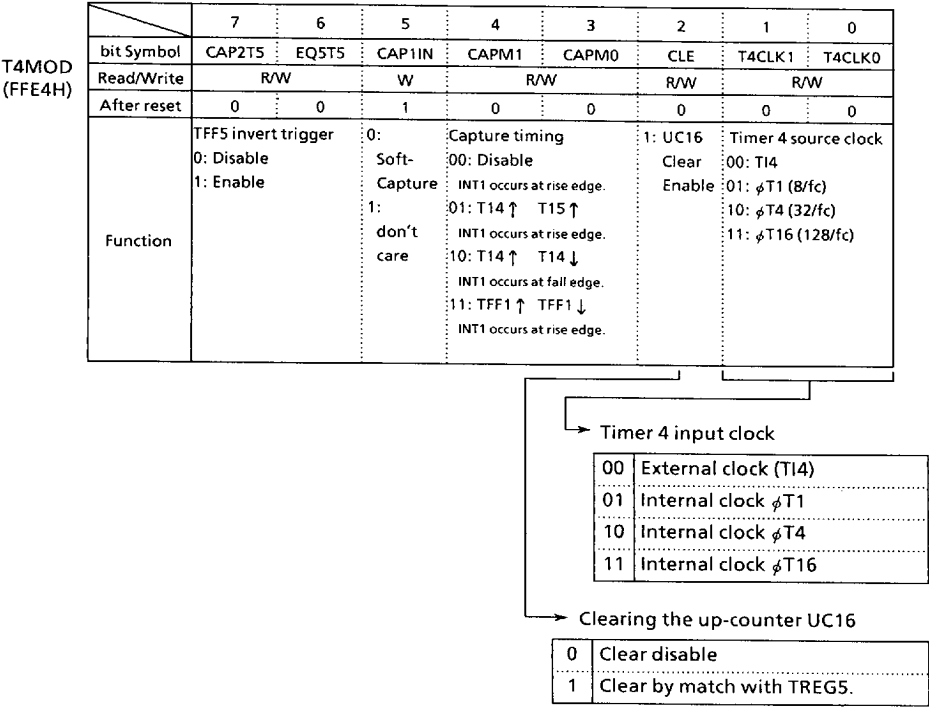 7 6 5 4 3 2 1 0
bit Symbol CAP2T5 EQ5T5 CAP1IN CAPM1 CAPM0 CLE T4CLK1 T4CLK0
T4MOD
(FFE4H)
Read/Write R/W W R/W R/W R/W
After reset 0 0 1 0 0 0 0 0
Function
TFF5 invert trigger
0: Disable
1: Enable
0:
Soft-
Capture
1:
don't
care
Capture timing
00: Disable
INT1 occurs at rise edge.
01: T14 ↑ T15 ↑
INT1 occurs at rise edge.
10: T14 ↑ T14 ↓
INT1 occurs at fall edge.
11: TFF1 ↑ TFF1 ↓
INT1 occurs at rise edge.
1: UC16
Clear
Enable
Timer 4 source clock
00: TI4
01: φT1 (8/fc)
10: φT4 (32/fc)
11: φT16 (128/fc)
Timer 4 input clock
00 External clock (TI4)
01 Internal clock φT1
10 Internal clock φT4
11 Internal clock φT16
Clearing the up-counter UC16
0 Clear disable
1 Clear by match with TREG5.